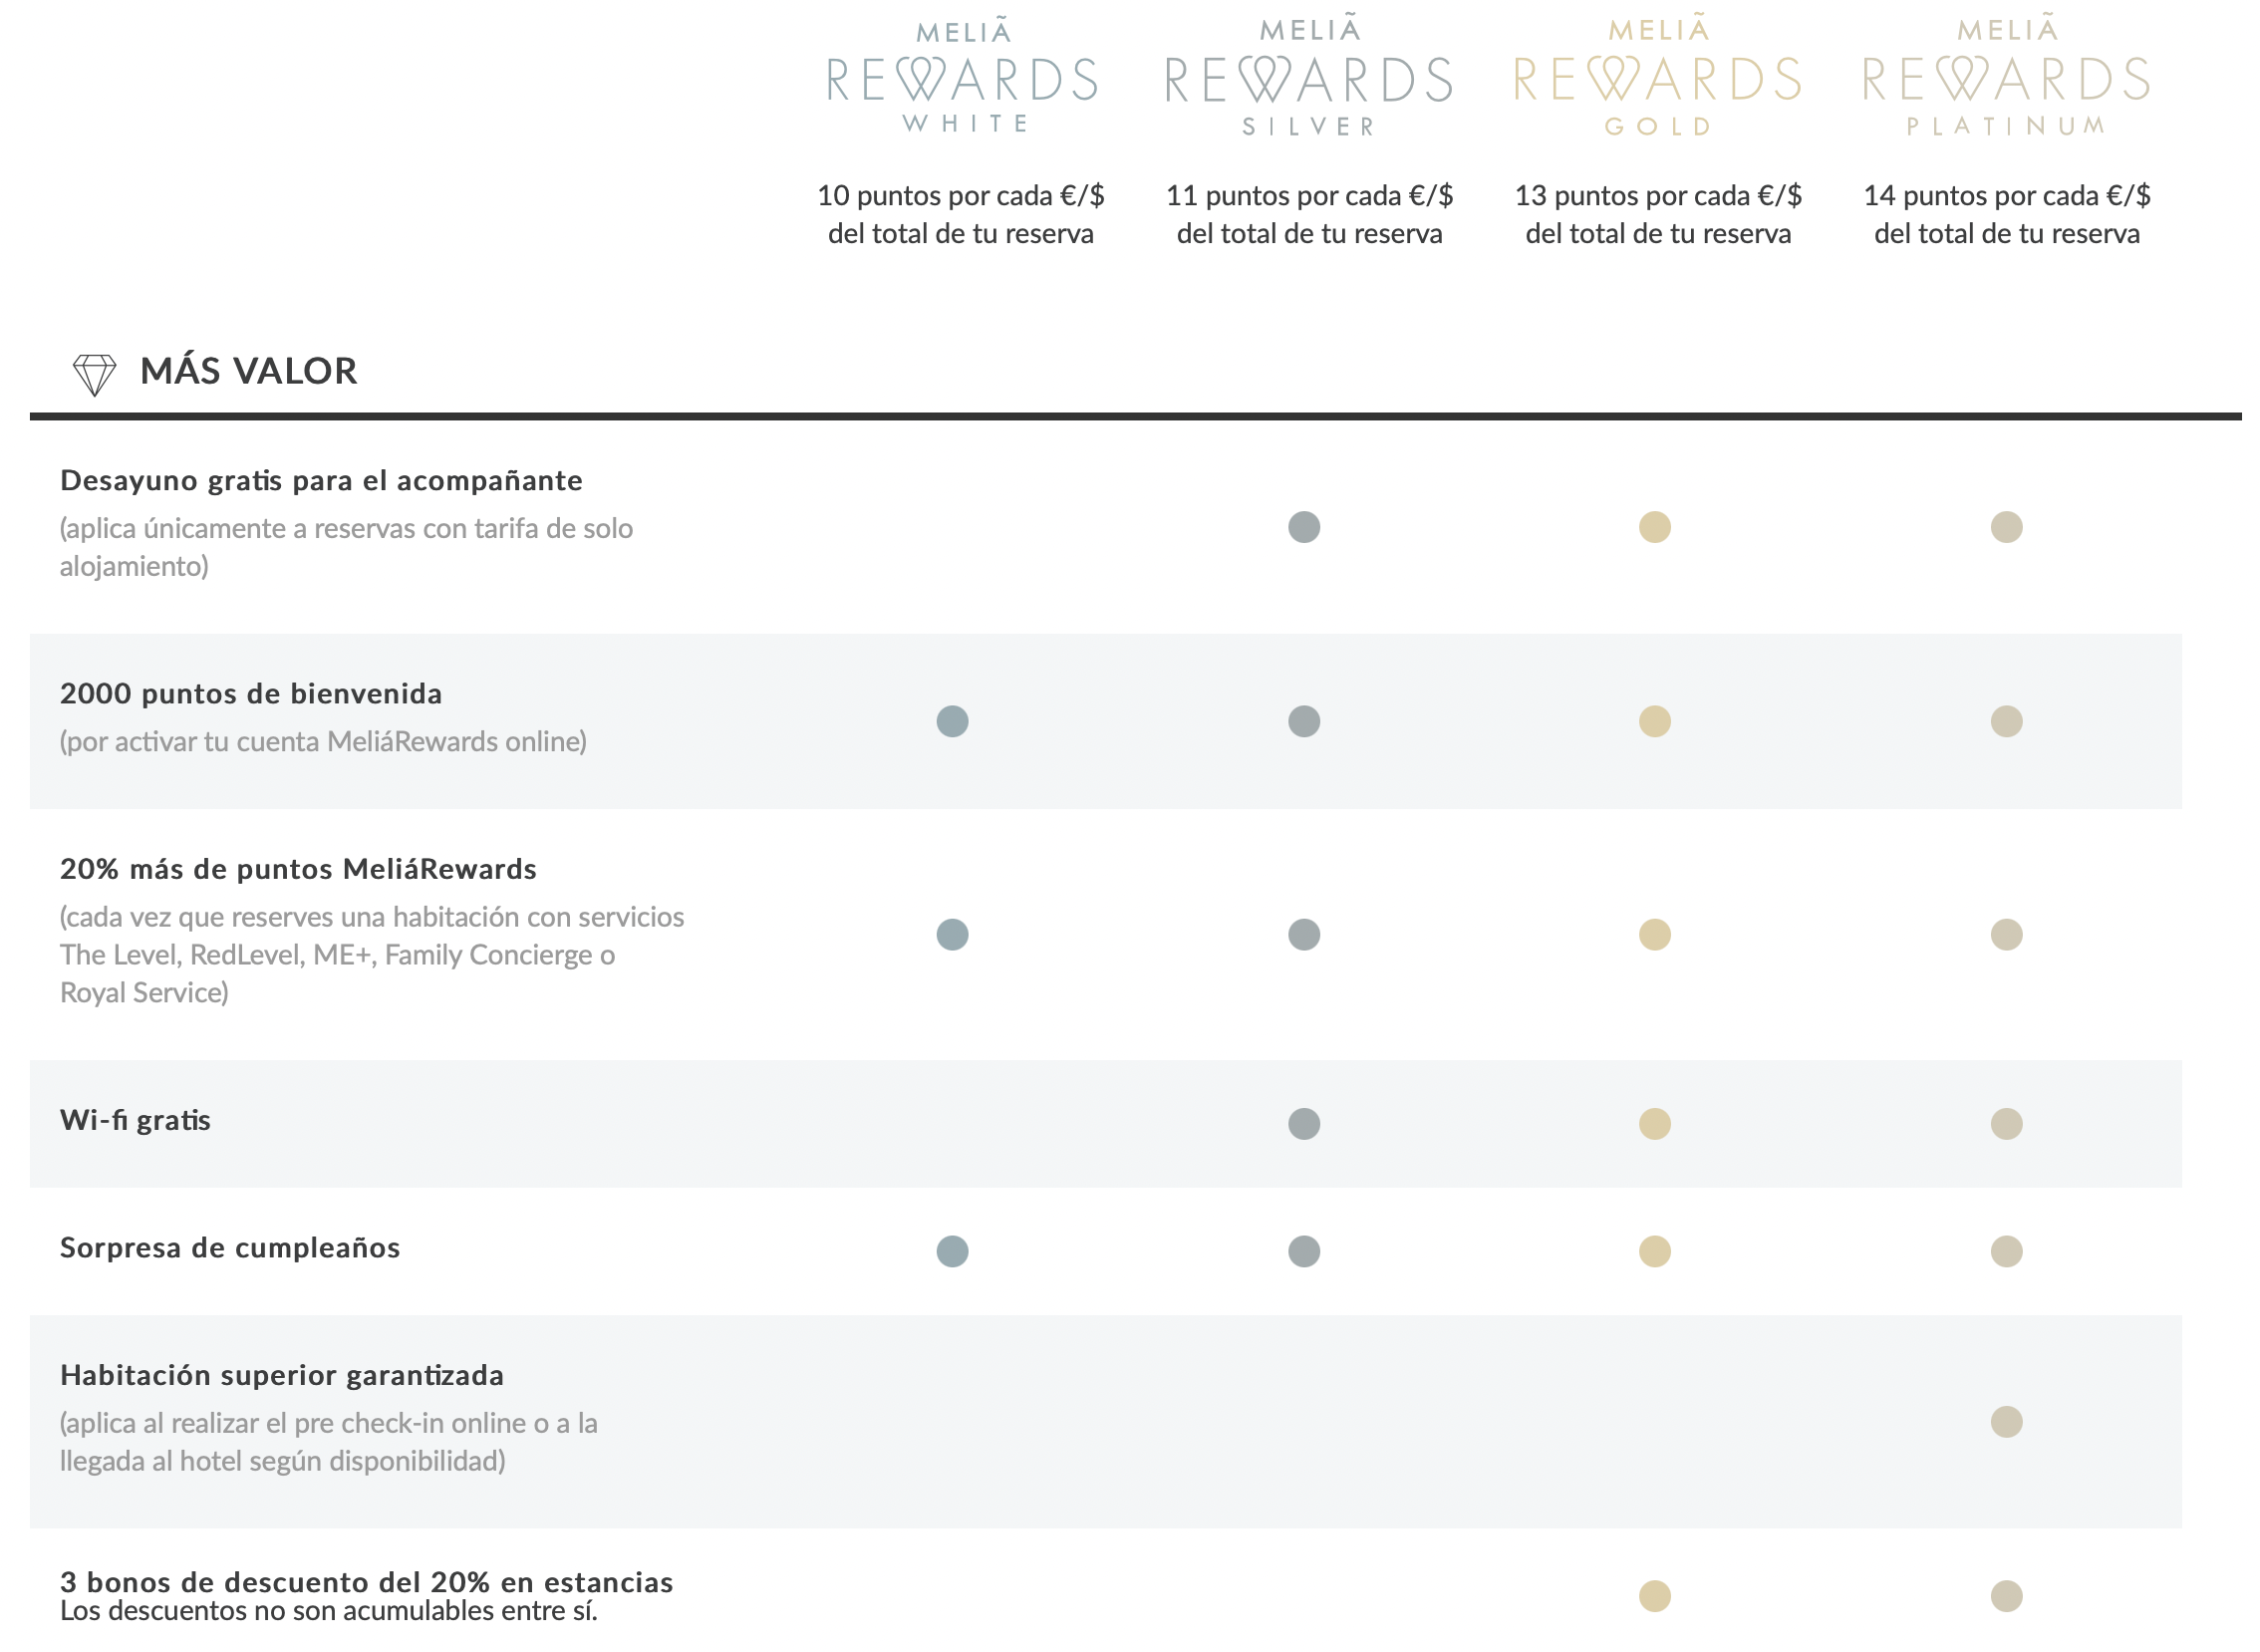 MELIÃ
REWARDS
WHITE
MELIÃ
REWARDS
SILVER
MELIÃ
REWARDS
GOLD
MELIÃ
REWARDS
PLATINUM
10 puntos por cada €/$
del total de tu reserva
11 puntos por cada €/$
del total de tu reserva
13 puntos por cada €/$
del total de tu reserva
14 puntos por cada €/$
del total de tu reserva
MÁS VALOR
Desayuno gratis para el acompañante
(aplica únicamente a reservas con tarifa de solo
alojamiento)
2000 puntos de bienvenida
(por activar tu cuenta MeliáRewards online)
20% más de puntos MeliáRewards
(cada vez que reserves una habitación con servicios
The Level, RedLevel, ME+, Family Concierge o
Royal Service)
Wi-fi gratis
Sorpresa de cumpleaños
Habitación superior garantizada
(aplica al realizar el pre check-in online o a la
llegada al hotel según disponibilidad)
3 bonos de descuento del 20% en estancias
Los descuentos no son acumulables entre sí.